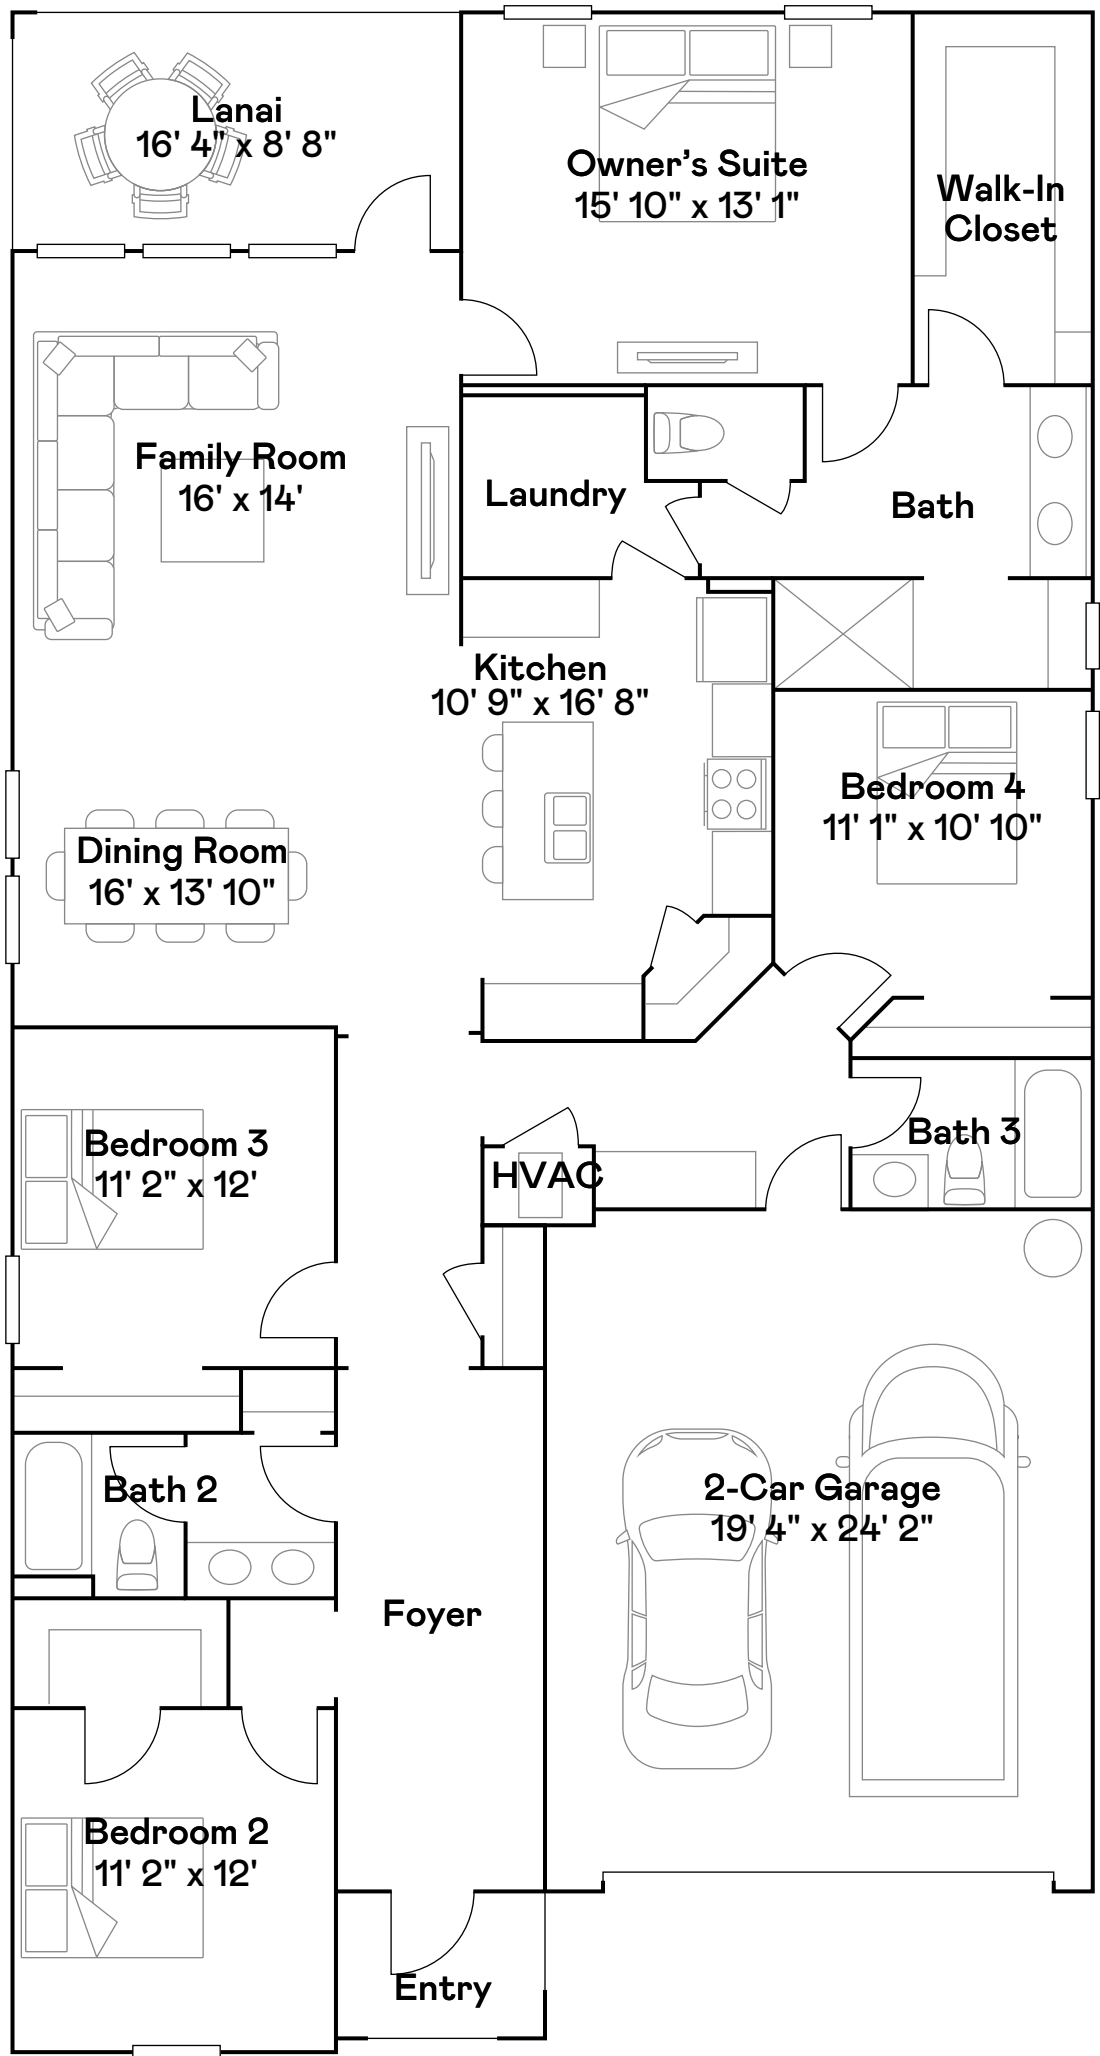 Lanai
16' 4" x 8' 8"
Owner’s Suite
15' 10" x 13' 1"
Walk-In
Closet
Family Room
16' x 14'
Laundry
Bath
Kitchen
10' 9" x 16' 8"
Bedroom 4
11' 1" x 10' 10"
Dining Room
16' x 13' 10"
Bedroom 3
11' 2" x 12'
HVAC
Bath 3
Bath 2
2-Car Garage
19' 4" x 24' 2"
Foyer
Bedroom 2
11' 2" x 12'
Entry